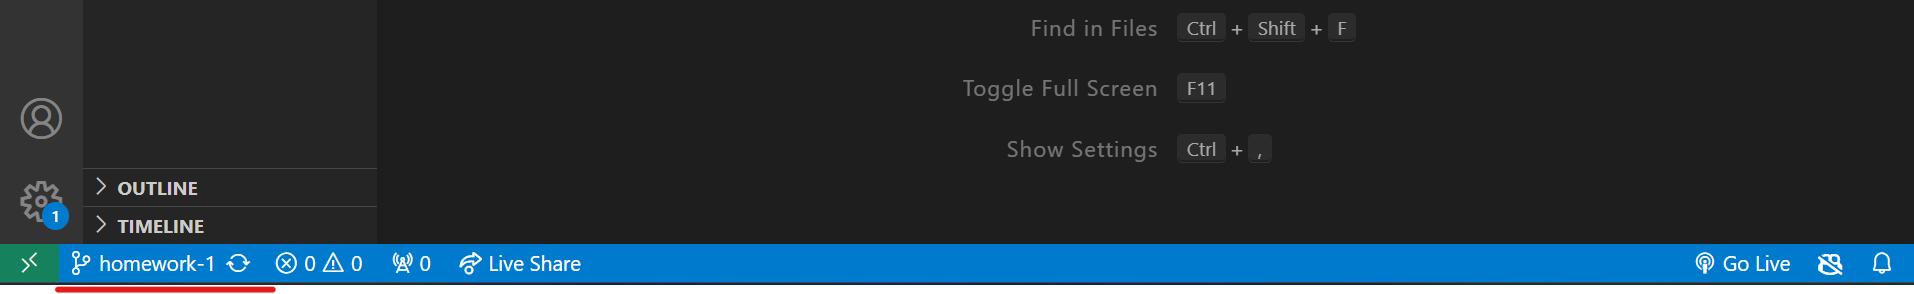 Find in Files Ctrl + Shift + F
Toggle Full Screen F11
Show Settings Ctrl + ,
OUTLINE
1
TIMELINE
homework-1 0 0 0 Live Share Go Live